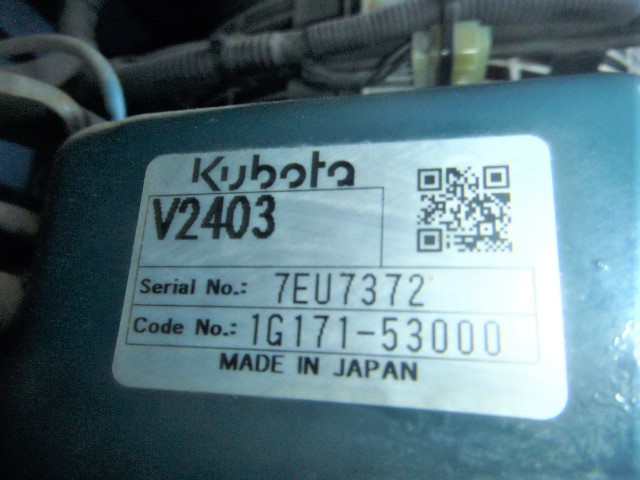 Kubota
V2403
Serial No.: 7EU7372
Code No.: 1G171-53000
MADE IN JAPAN